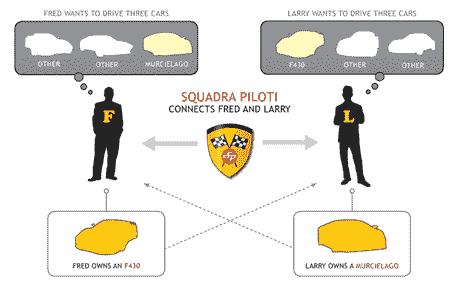 FRED WANTS TO DRIVE THREE CARS
LARRY WANTS TO DRIVE THREE CARS
OTHER OTHER MURCIELAGO
F430 OTHER OTHER
SQUADRA PILOTI
CONNECTS FRED AND LARRY
F
L
FRED OWNS AN F430
LARRY OWNS A MURCIELAGO